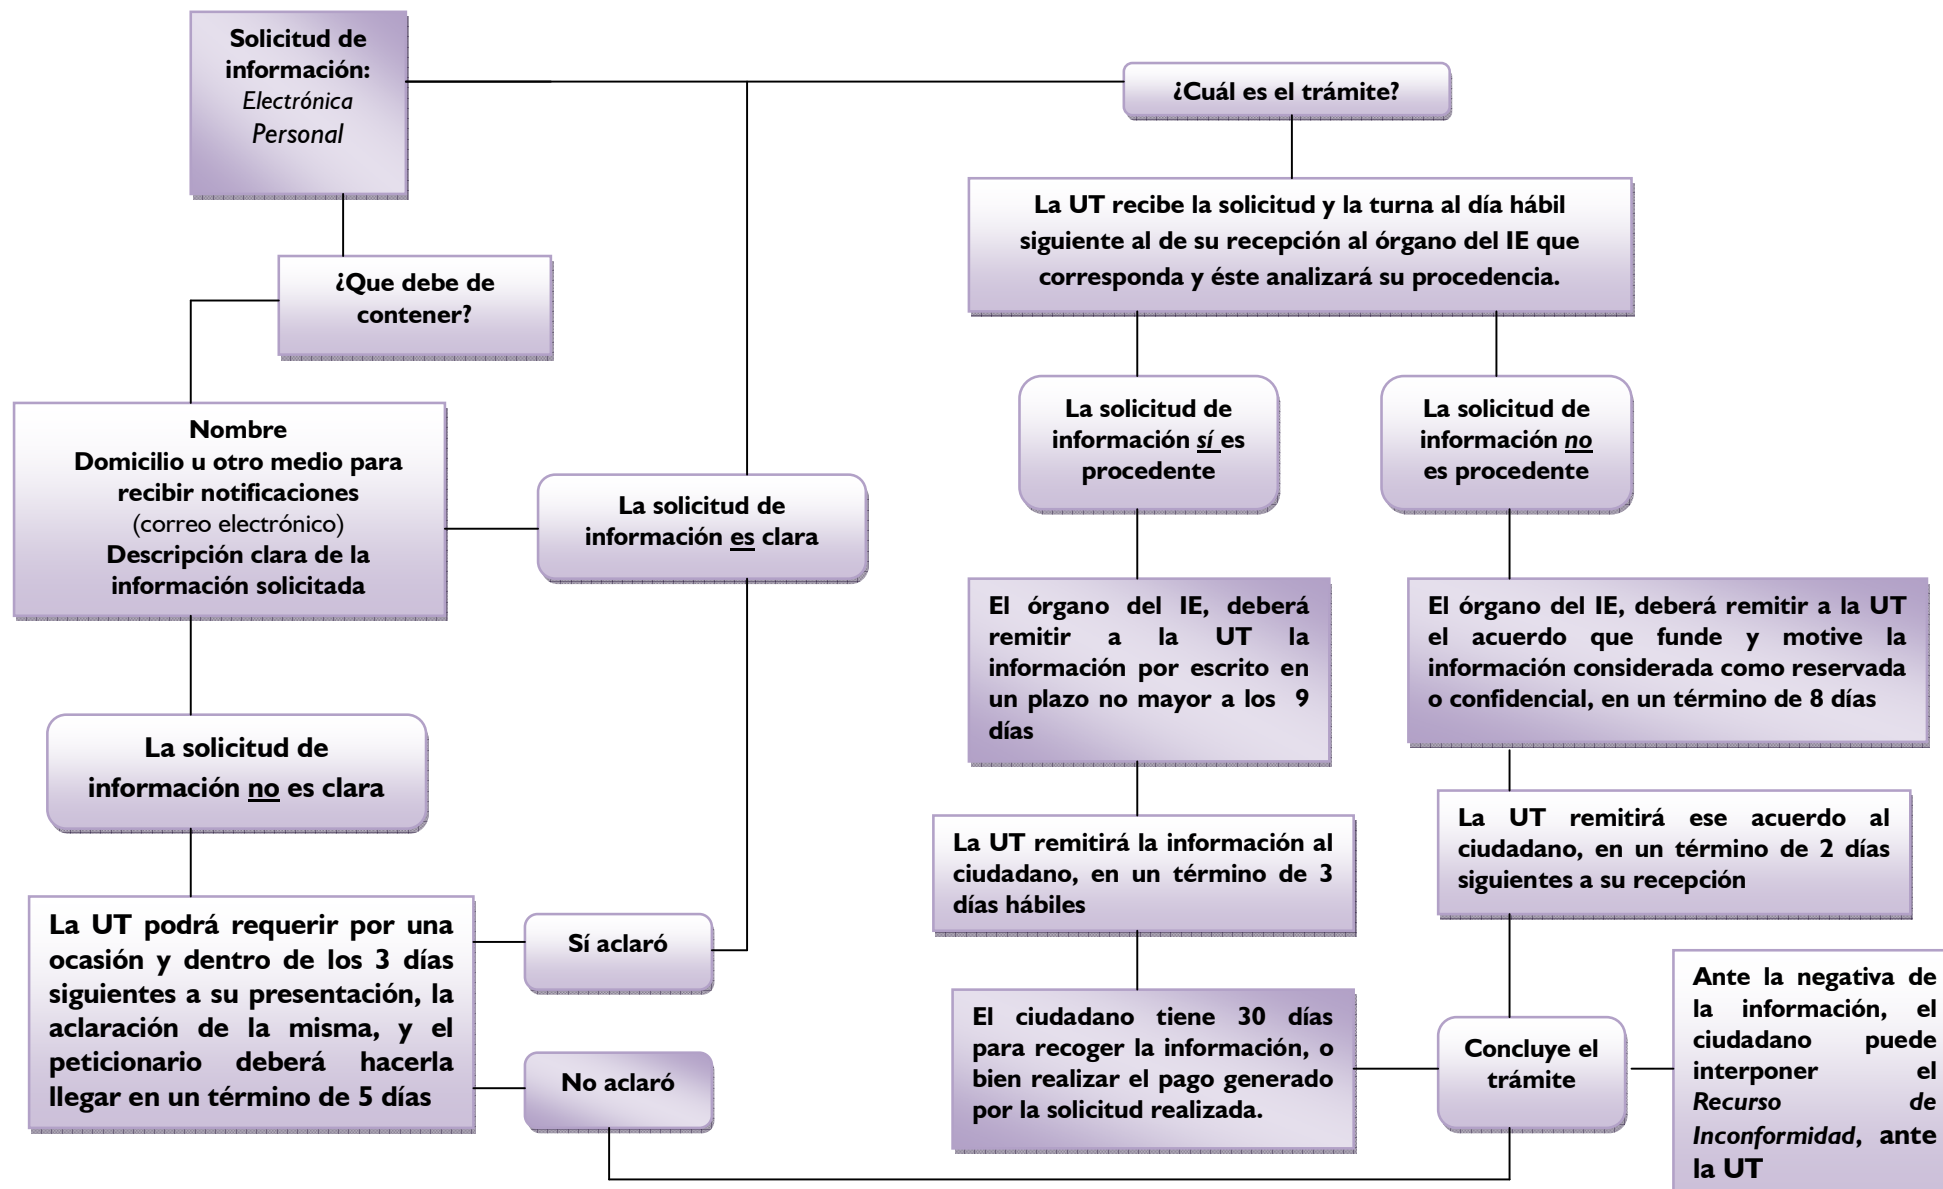 Solicitud de
información:
Electrónica
Personal
¿Que debe de
contener?
Nombre
Domicilio u otro medio para
recibir notificaciones
(correo electrónico)
Descripción clara de la
información solicitada
La solicitud de
información es clara
La solicitud de
información no es clara
La UT podrá requerir por una
ocasión y dentro de los 3 días
siguientes a su presentación, la
aclaración de la misma, y el
peticionario deberá hacerla
llegar en un término de 5 días
Sí aclaró
No aclaró
¿Cuál es el trámite?
La UT recibe la solicitud y la turna al día hábil
siguiente al de su recepción al órgano del IE que
corresponda y éste analizará su procedencia.
La solicitud de
información sí es
procedente
El órgano del IE, deberá
remitir a la UT la
información por escrito en
un plazo no mayor a los 9
días
La UT remitirá la información al
ciudadano, en un término de 3
días hábiles
El ciudadano tiene 30 días
para recoger la información, o
bien realizar el pago generado
por la solicitud realizada.
La solicitud de
información no
es procedente
El órgano del IE, deberá remitir a la UT
el acuerdo que funde y motive la
información considerada como reservada
o confidencial, en un término de 8 días
La UT remitirá ese acuerdo al
ciudadano, en un término de 2 días
siguientes a su recepción
Concluye el
trámite
Ante la negativa de
la información, el
ciudadano puede
interponer el
Recurso de
Inconformidad, ante
la UT